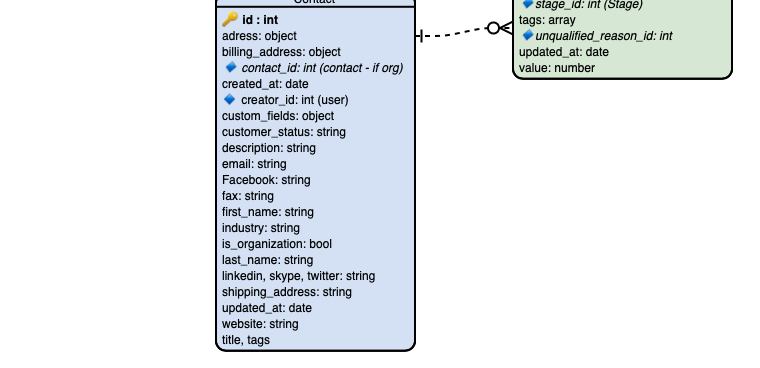 Contact
id : int
adress: object
billing_address: object
contact_id: int (contact - if org)
created_at: date
creator_id: int (user)
custom_fields: object
customer_status: string
description: string
email: string
Facebook: string
fax: string
first_name: string
industry: string
is_organization: bool
last_name: string
linkedin, skype, twitter: string
shipping_address: string
updated_at: date
website: string
title, tags
stage_id: int (Stage)
tags: array
unqualified_reason_id: int
updated_at: date
value: number